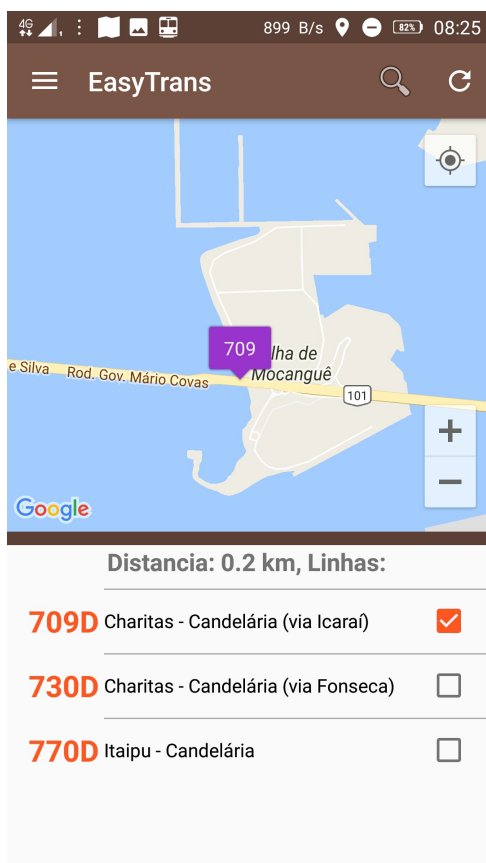 4G 899 B/s 82% 08:25
EasyTrans
709
Ilha de
Mocanguê
e Silva Rod. Gov. Mário Covas
101
Google
Distancia: 0.2 km, Linhas:
709D Charitas - Candelária (via Icaraí)
730D Charitas - Candelária (via Fonseca)
770D Itaipu - Candelária